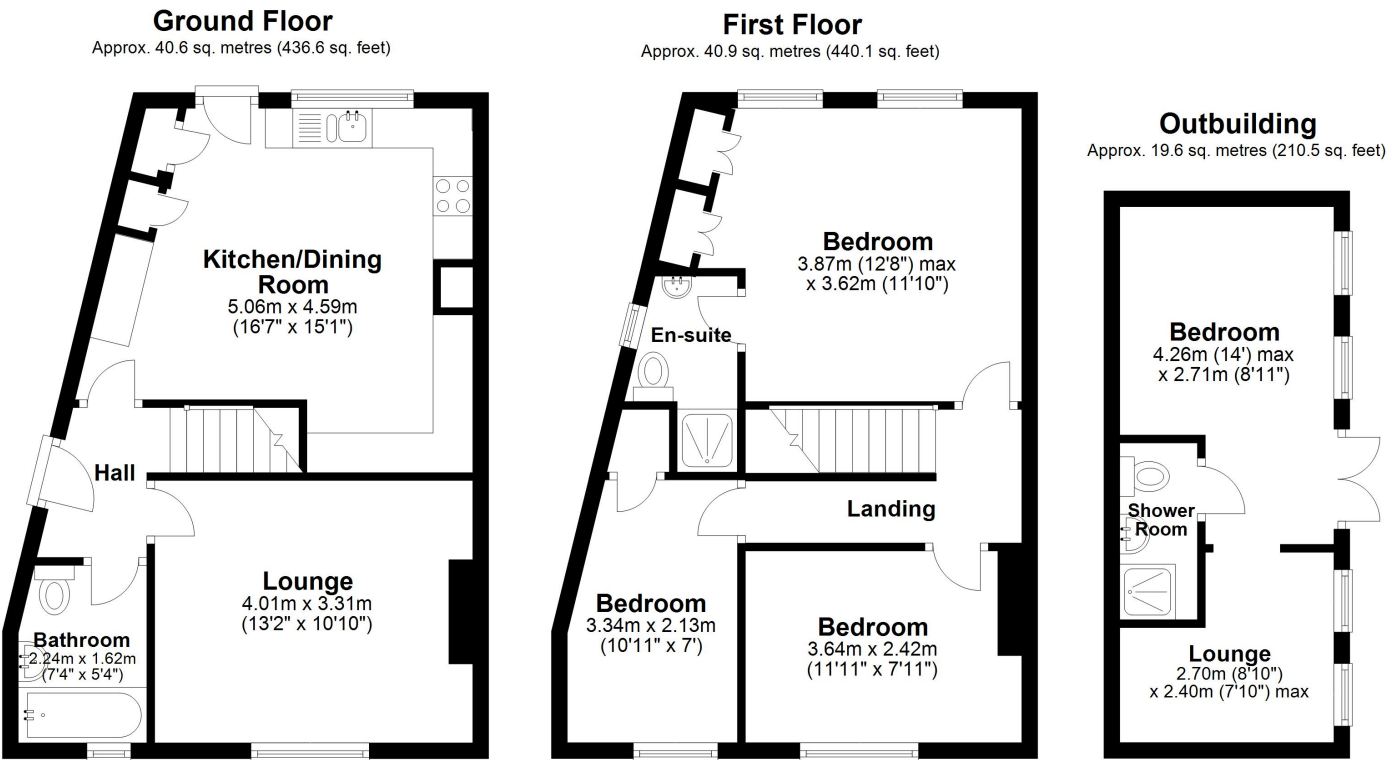 Ground Floor
Approx. 40.6 sq. metres (436.6 sq. feet)
Kitchen/Dining
Room
5.06m x 4.59m
(16'7" x 15'1")
Hall
Lounge
4.01m x 3.31m
(13'2" x 10'10")
Bathroom
2.24m x 1.62m
(7'4" x 5'4")
First Floor
Approx. 40.9 sq. metres (440.1 sq. feet)
Bedroom
3.87m (12'8") max
x 3.62m (11'10")
En-suite
Landing
Bedroom
3.34m x 2.13m
(10'11" x 7')
Bedroom
3.64m x 2.42m
(11'11" x 7'11")
Outbuilding
Approx. 19.6 sq. metres (210.5 sq. feet)
Bedroom
4.26m (14') max
x 2.71m (8'11")
Shower
Room
Lounge
2.70m (8'10")
x 2.40m (7'10") max